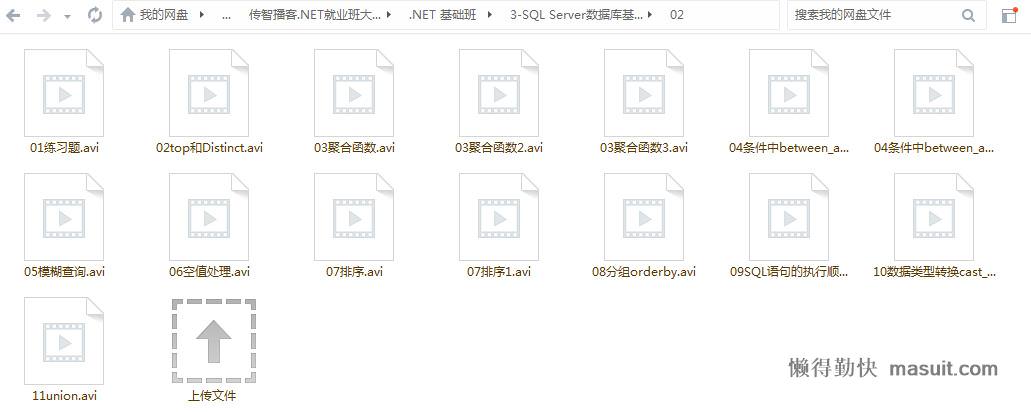 我的网盘 ... 传智播客.NET就业班大... .NET 基础班 3-SQL Server数据库基... 02 搜索我的网盘文件
01练习题.avi 02top和Distinct.avi 03聚合函数.avi 03聚合函数2.avi 03聚合函数3.avi 04条件中between_a... 04条件中between_a...
05模糊查询.avi 06空值处理.avi 07排序.avi 07排序1.avi 08分组orderby.avi 09SQL语句的执行顺... 10数据类型转换cast_...
11union.avi 上传文件
懒得勤快 masuit.com